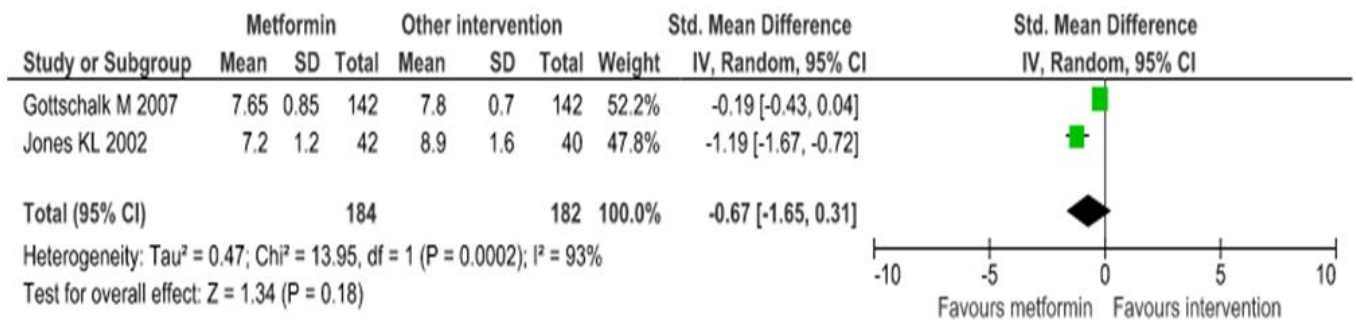 Metformin Other intervention Std. Mean Difference Std. Mean Difference
Study or Subgroup Mean SD Total Mean SD Total Weight IV, Random, 95% CI IV, Random, 95% CI
Gottschalk M 2007 7.65 0.85 142 7.8 0.7 142 52.2% -0.19 [-0.43, 0.04]
Jones KL 2002 7.2 1.2 42 8.9 1.6 40 47.8% -1.19 [-1.67, -0.72]
Total (95% CI) 184 182 100.0% -0.67 [-1.65, 0.31]
Heterogeneity: Tau² = 0.47; Chi² = 13.95, df = 1 (P = 0.0002); I² = 93%
Test for overall effect: Z = 1.34 (P = 0.18)
-10 -5 0 5 10
Favours metformin Favours intervention